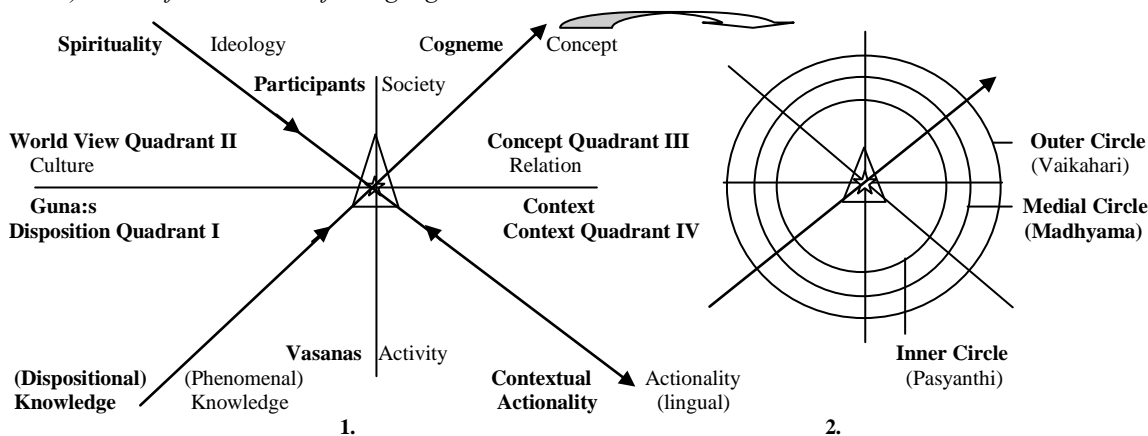 Spirituality Ideology Cogneme Concept
Participants Society
World View Quadrant II Concept Quadrant III
Culture Relation
Outer Circle
(Vaikahari)
Guna:s Context
Disposition Quadrant I Context Quadrant IV
Medial Circle
(Madhyama)
Vasanas Activity
Inner Circle
(Pasyanthi)
(Dispositional) (Phenomenal) Contextual Actionality
Knowledge Knowledge Actionality (lingual)
1. 2.